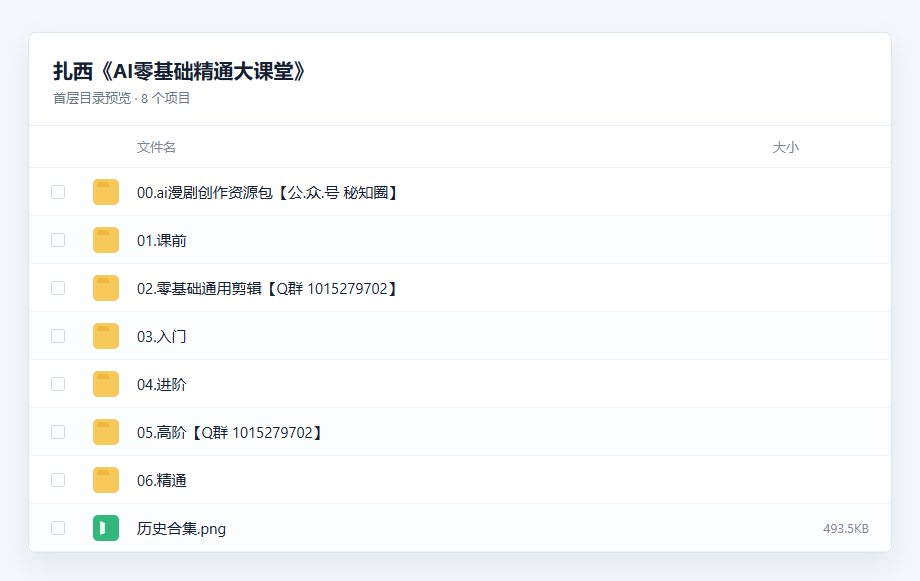 扎西《AI零基础精通大课堂》
首层目录预览 · 8 个项目
文件名 大小
00.ai漫剧创作资源包【公.众.号 秘知圈】
01.课前
02.零基础通用剪辑【Q群 1015279702】
03.入门
04.进阶
05.高阶【Q群 1015279702】
06.精通
历史合集.png 493.5KB